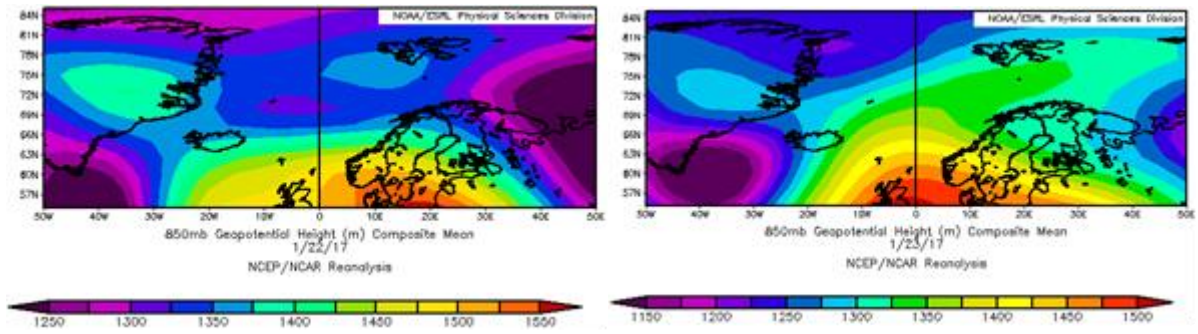 NOAA/ESRL Physical Sciences Division
84N
81N
78N
75N
72N
69N
66N
63N
60N
57N
50W 40W 30W 20W 10W 0 10E 20E 30E 40E 50E
850mb Geopotential Height (m) Composite Mean
1/22/17
NCEP/NCAR Reanalysis
1250 1300 1350 1400 1450 1500 1550
NOAA/ESRL Physical Sciences Division
84N
81N
78N
75N
72N
69N
66N
63N
60N
57N
50W 40W 30W 20W 10W 0 10E 20E 30E 40E 50E
850mb Geopotential Height (m) Composite Mean
1/23/17
NCEP/NCAR Reanalysis
1150 1200 1250 1300 1350 1400 1450 1500